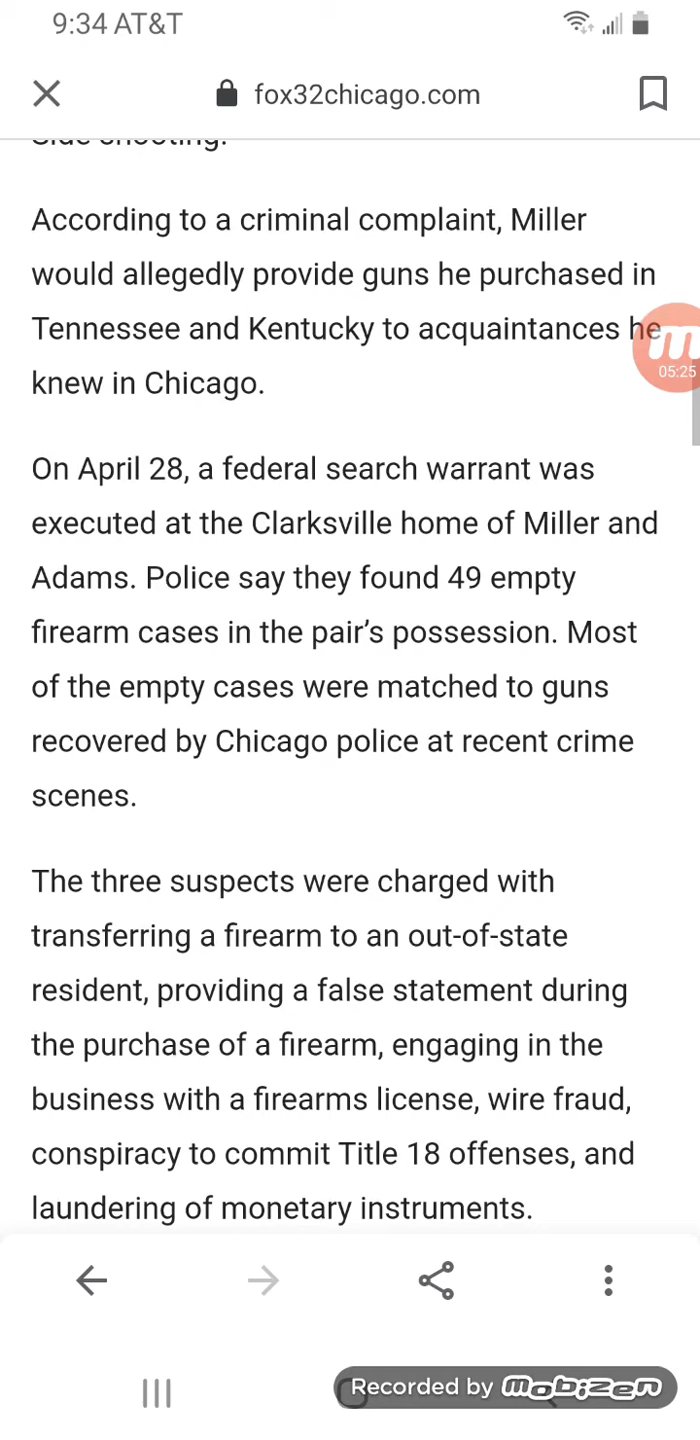 9:34 AT&T
fox32chicago.com
According to a criminal complaint, Miller
would allegedly provide guns he purchased in
Tennessee and Kentucky to acquaintances he
knew in Chicago.
05:25
On April 28, a federal search warrant was
executed at the Clarksville home of Miller and
Adams. Police say they found 49 empty
firearm cases in the pair's possession. Most
of the empty cases were matched to guns
recovered by Chicago police at recent crime
scenes.
The three suspects were charged with
transferring a firearm to an out-of-state
resident, providing a false statement during
the purchase of a firearm, engaging in the
business with a firearms license, wire fraud,
conspiracy to commit Title 18 offenses, and
laundering of monetary instruments.
Recorded by mobizen